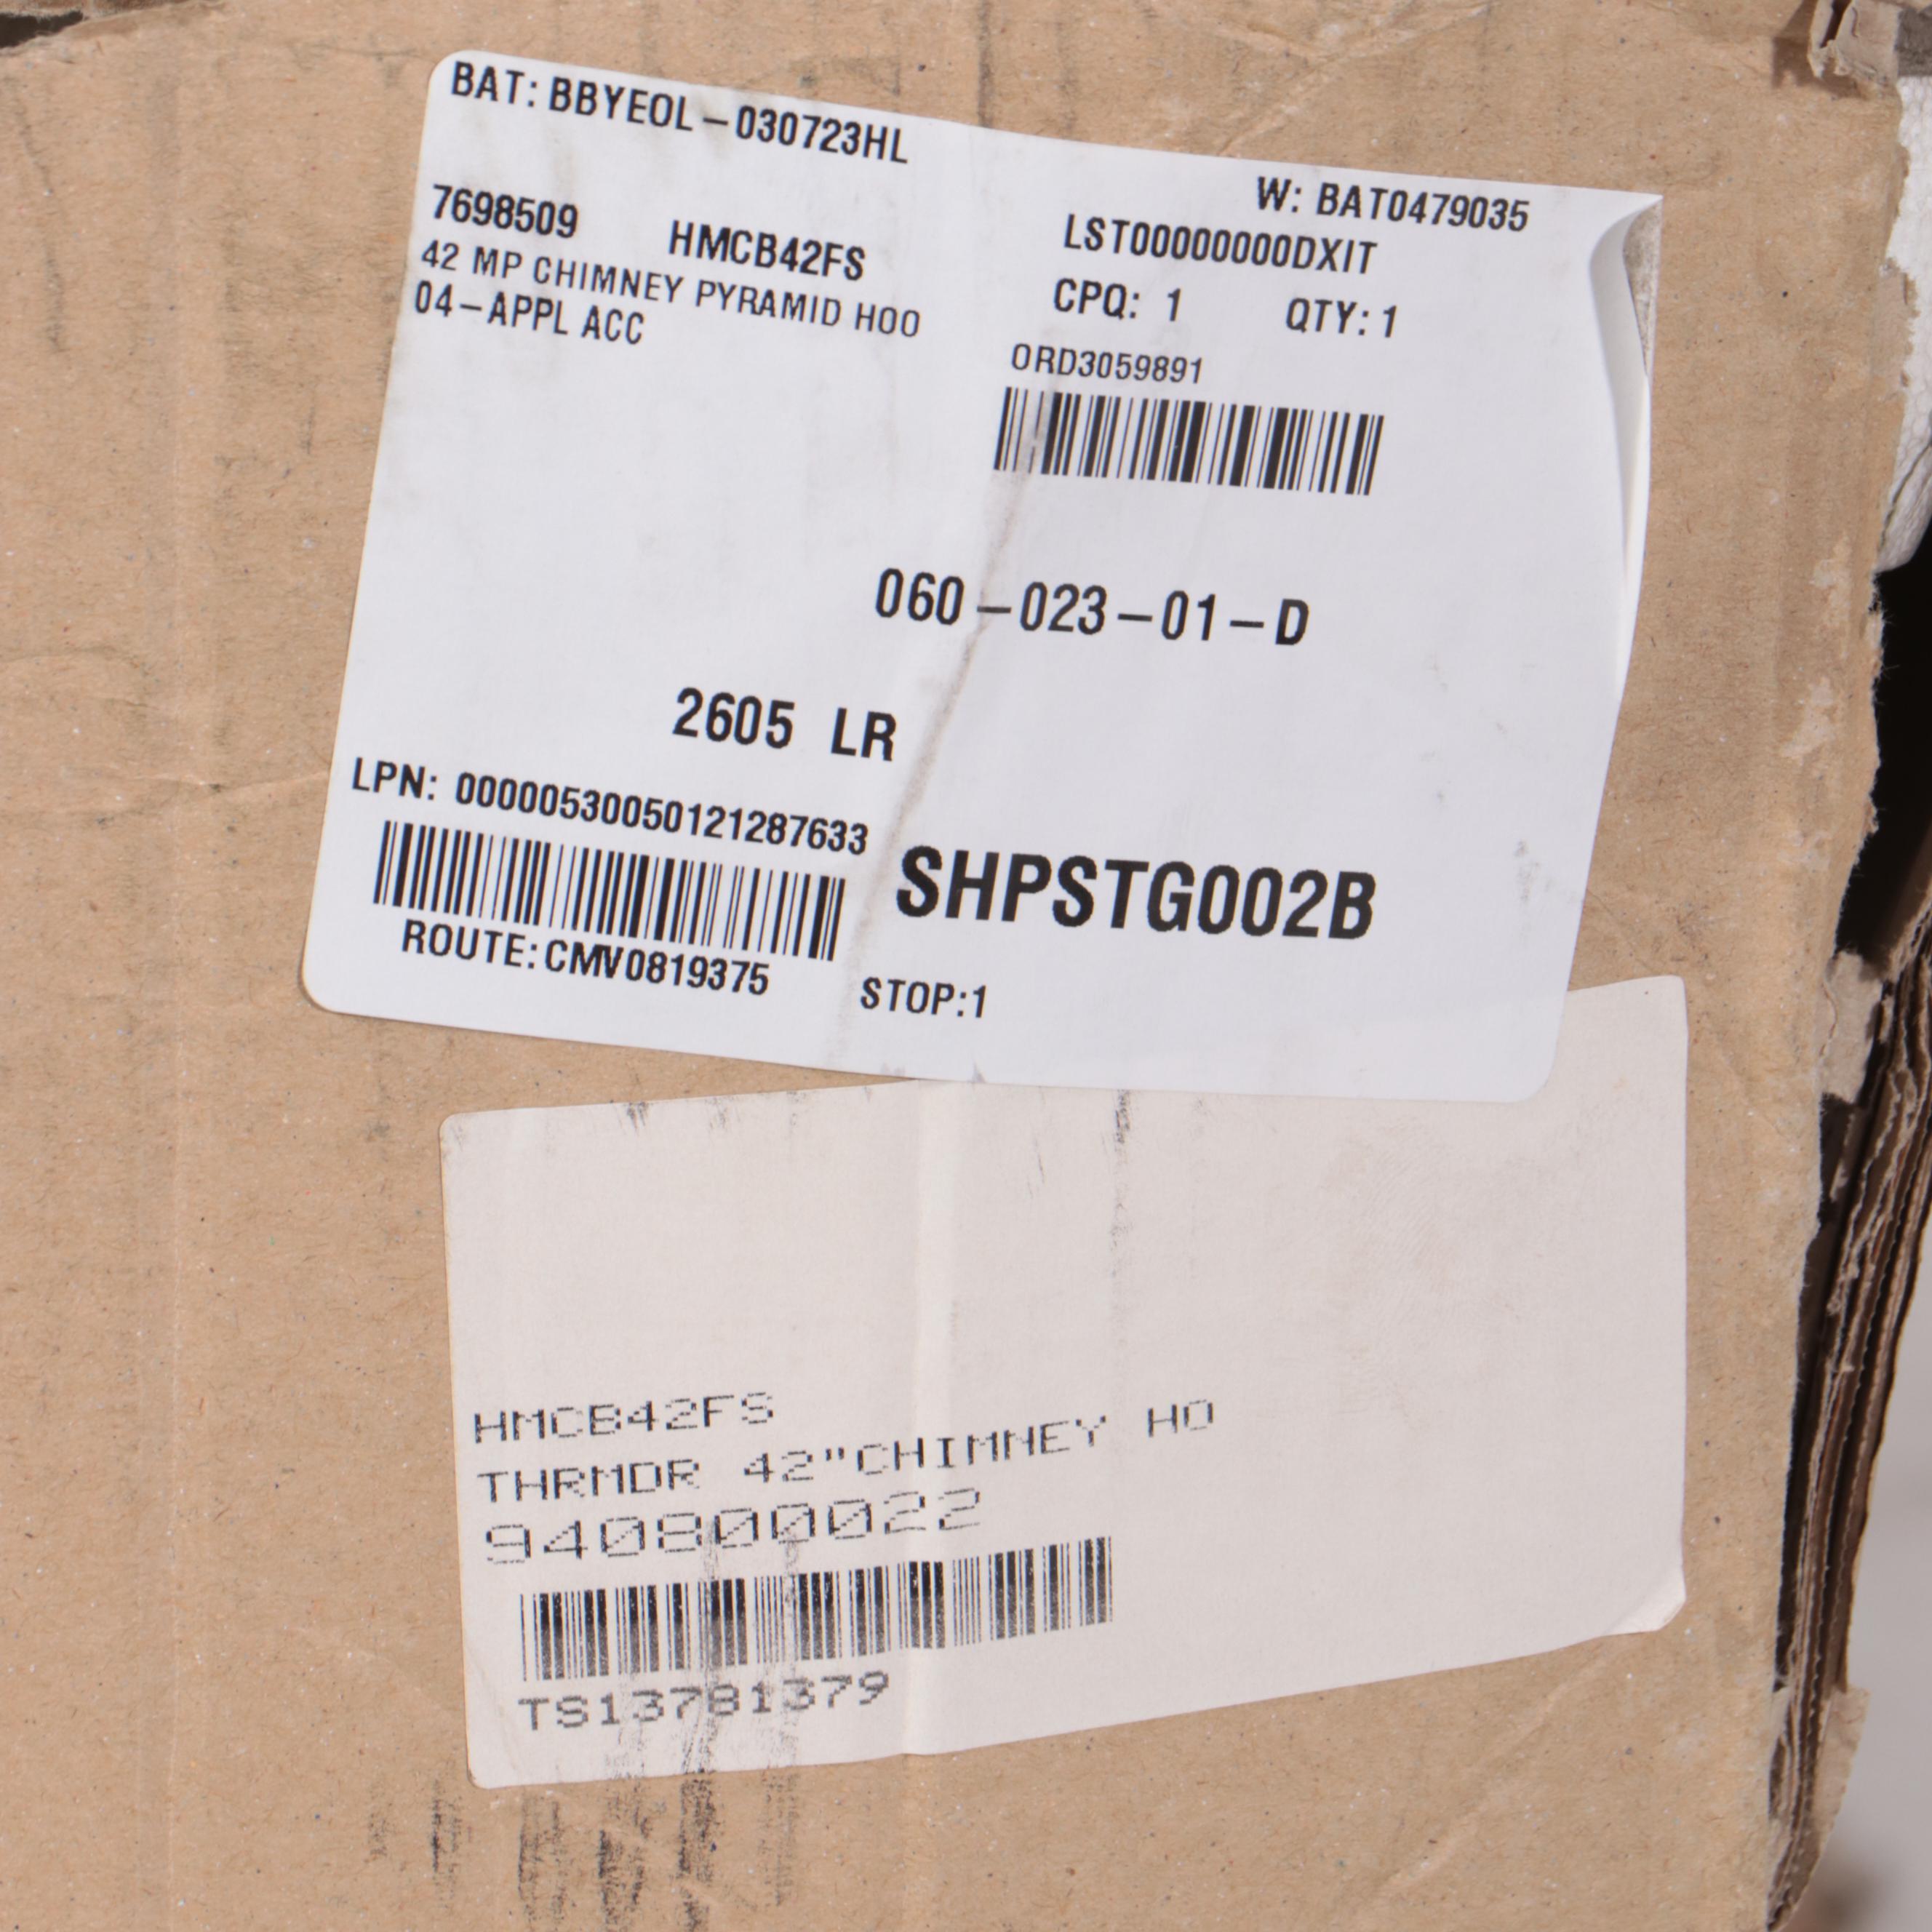 BAT: BBYEOL-030723HL
W: BAT0479035
7698509 HMCB42FS
LST00000000DXIT
42 MP CHIMNEY PYRAMID HOO
CPQ: 1 QTY: 1
04-APPL ACC
ORD3059891
060-023-01-D
2605 LR
LPN: 00000530050121287633
SHPSTG002B
ROUTE: CMV0819375
STOP:1
HMCB42FS
THRMDR 42"CHIMNEY HO
940800022
TS13781379